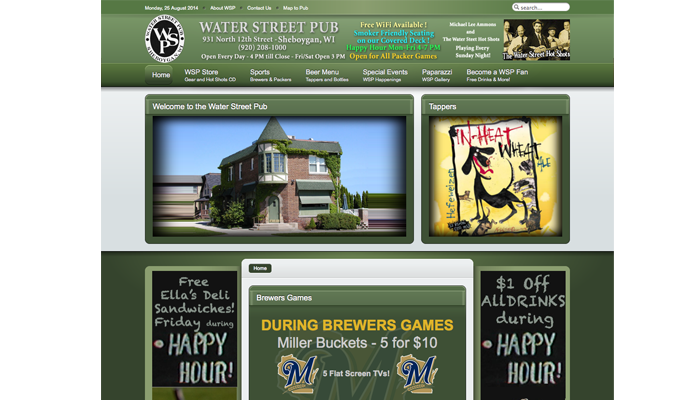 Monday, 25 August 2014 • About WSP • Contact Us • Map to Pub
search...
WATER STREET PUB
SHEBOYGAN, WI
WSP
WATER STREET PUB
931 North 12th Street - Sheboygan, WI
(920) 208-1000
Open Every Day - 4 PM till Close - Fri/Sat Open 3 PM
Free WiFi Available !
Smoker Friendly Seating
on our Covered Deck !
Happy Hour Mon-Fri 4-7 PM
Open for All Packer Games
Michael Lee Ammons
and
The Water Street Hot Shots
Playing Every
Sunday Night!
The Water Street Hot Shots
Home
WSP Store
Gear and Hot Shots CD
Sports
Brewers & Packers
Beer Menu
Tappers and Bottles
Special Events
WSP Happenings
Paparazzi
WSP Gallery
Become a WSP Fan
Free Drinks & More!
Welcome to the Water Street Pub
Tappers
IN-HEAT
WHEAT
ALE
Hefeweizen
Free
Ella's Deli
Sandwiches!
Friday during
HAPPY
HOUR!
Home
Brewers Games
DURING BREWERS GAMES
Miller Buckets - 5 for $10
M
5 Flat Screen TVs!
M
$1 Off
ALL DRINKS
during
HAPPY
HOUR!